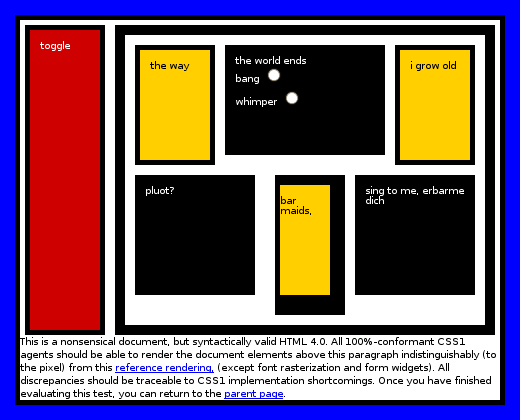 toggle
the way
the world ends
bang
whimper
i grow old
pluot?
bar
maids,
sing to me, erbarme
dich
This is a nonsensical document, but syntactically valid HTML 4.0. All 100%-conformant CSS1
agents should be able to render the document elements above this paragraph indistinguishably (to
the pixel) from this reference rendering, (except font rasterization and form widgets). All
discrepancies should be traceable to CSS1 implementation shortcomings. Once you have finished
evaluating this test, you can return to the parent page.